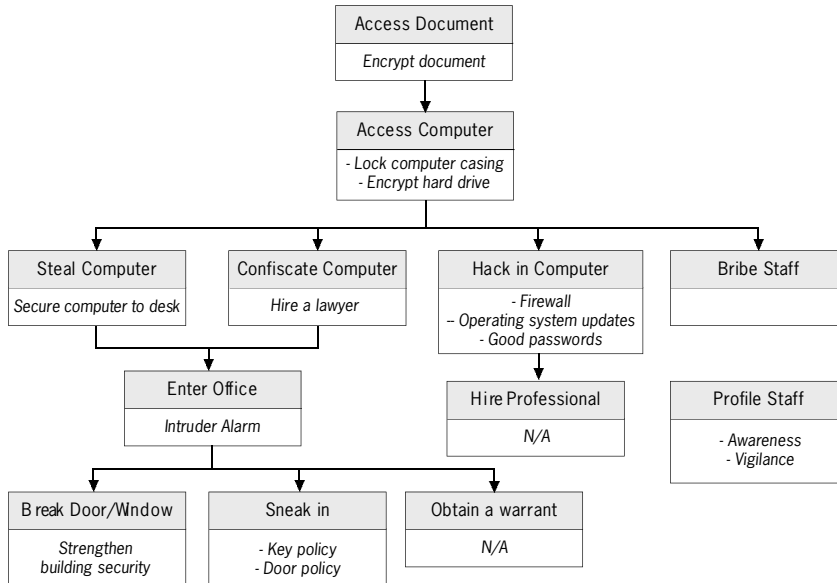 Access Document
Encrypt document
Access Computer
- Lock computer casing
- Encrypt hard drive
Steal Computer
Secure computer to desk
Confiscate Computer
Hire a lawyer
Hack in Computer
- Firewall
-- Operating system updates
- Good passwords
Bribe Staff
Enter Office
Intruder Alarm
Hire Professional
N/A
Profile Staff
- Awareness
- Vigilance
Break Door/Window
Strengthen
building security
Sneak in
- Key policy
- Door policy
Obtain a warrant
N/A